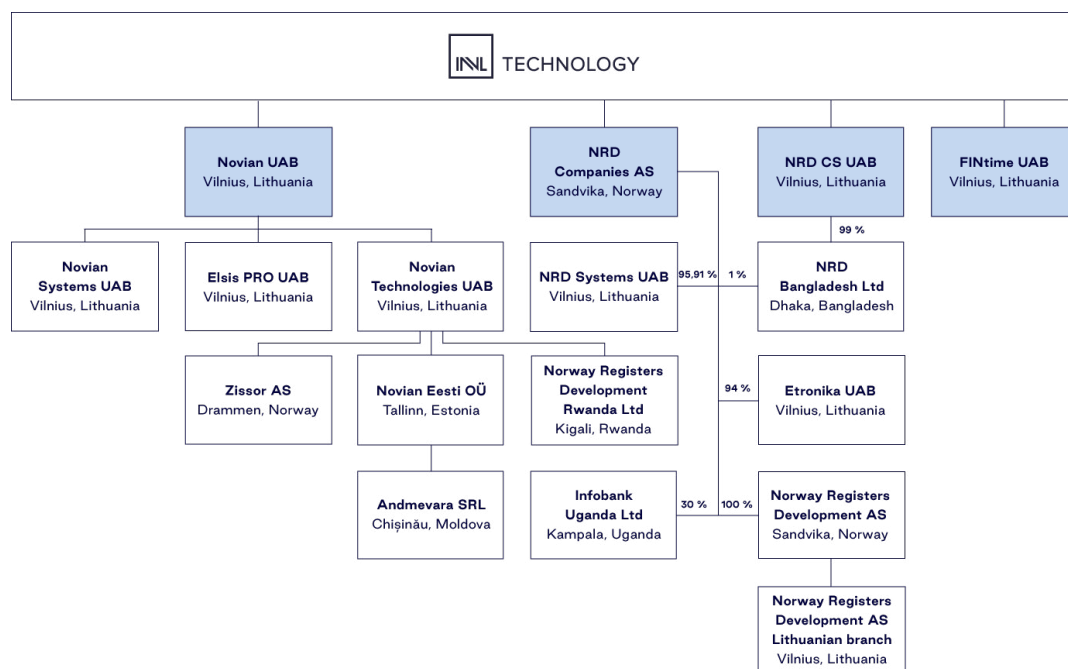 INVL TECHNOLOGY
Novian UAB
Vilnius, Lithuania
NRD
Companies AS
Sandvika, Norway
NRD CS UAB
Vilnius, Lithuania
FINtime UAB
Vilnius, Lithuania
99 %
Novian
Systems UAB
Vilnius, Lithuania
Elsis PRO UAB
Vilnius, Lithuania
Novian
Technologies UAB
Vilnius, Lithuania
NRD Systems UAB
Vilnius, Lithuania
95,91 %
1 %
NRD
Bangladesh Ltd
Dhaka, Bangladesh
Zissor AS
Drammen, Norway
Novian Eesti OÜ
Tallinn, Estonia
Norway Registers
Development
Rwanda Ltd
Kigali, Rwanda
94 %
Etronika UAB
Vilnius, Lithuania
Andmevara SRL
Chișinău, Moldova
Infobank
Uganda Ltd
Kampala, Uganda
30 %
100 %
Norway Registers
Development AS
Sandvika, Norway
Norway Registers
Development AS
Lithuanian branch
Vilnius, Lithuania